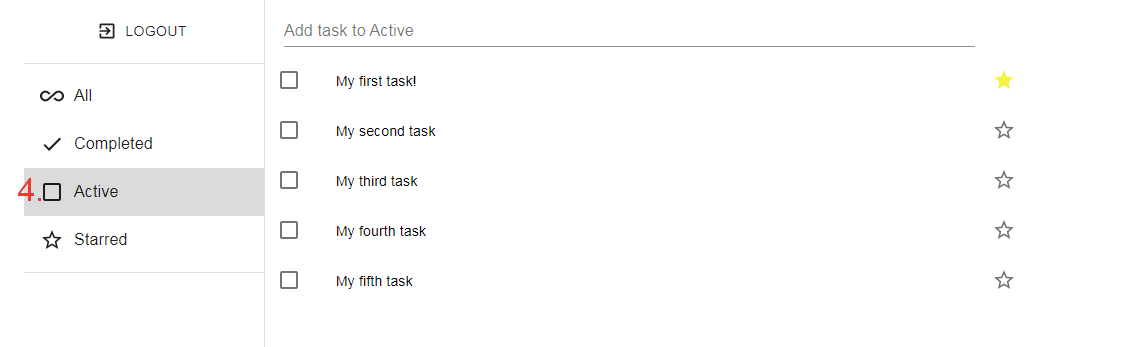 LOGOUT
All
Completed
4. Active
Starred
Add task to Active
My first task!
My second task
My third task
My fourth task
My fifth task